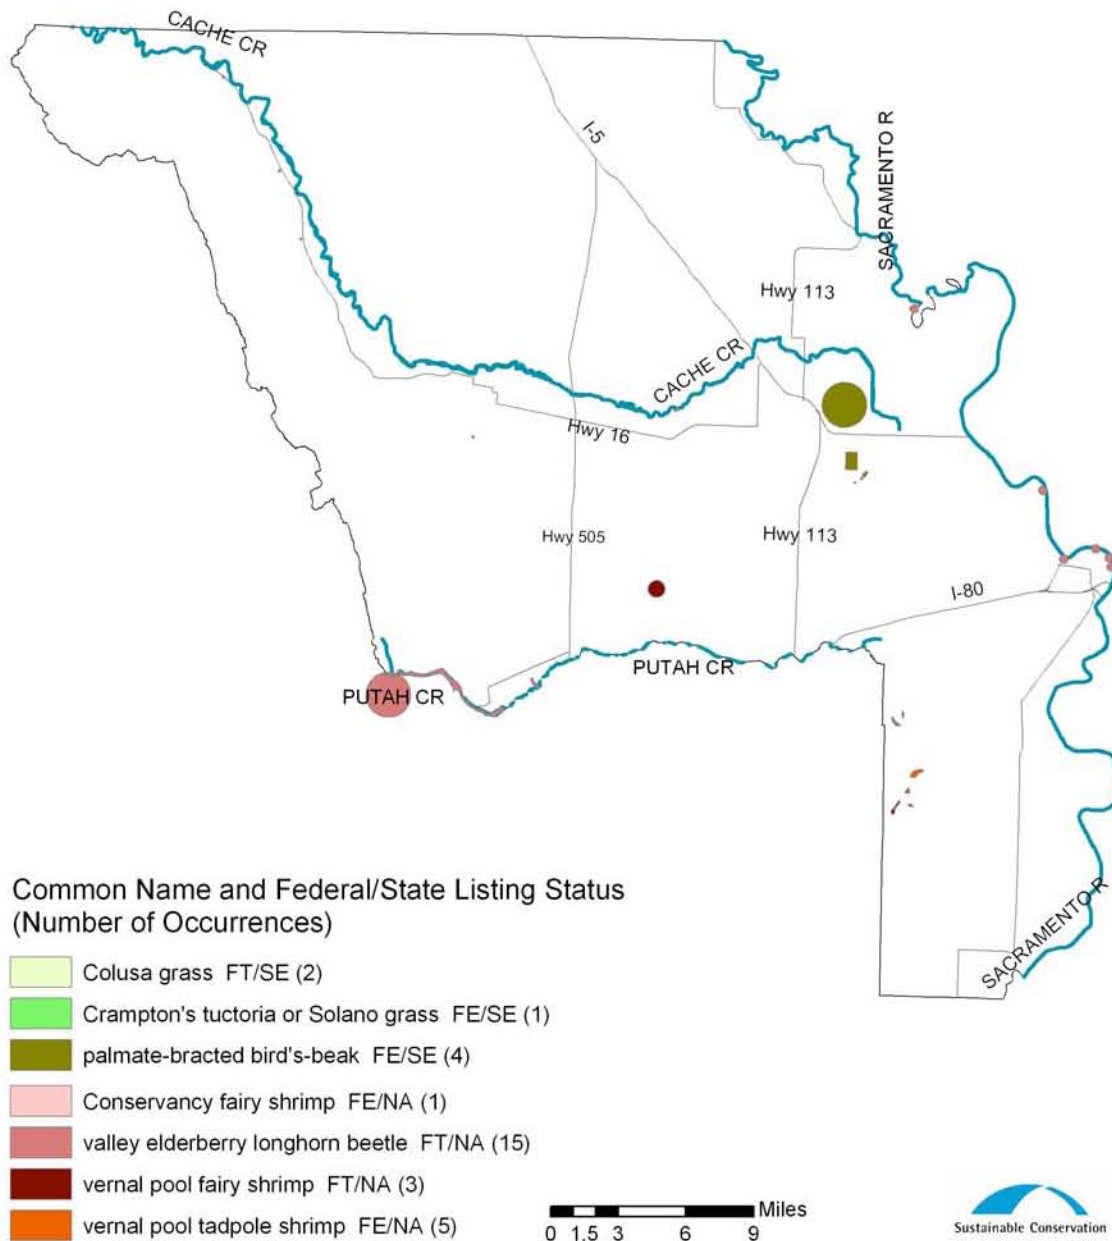 CACHE CR
I-5
SACRAMENTO R
Hwy 113
CACHE CR
Hwy 16
Hwy 505
Hwy 113
I-80
PUTAH CR
PUTAH CR
SACRAMENTO R
Common Name and Federal/State Listing Status
(Number of Occurrences)
Colusa grass FT/SE (2)
Crampton's tuctoria or Solano grass FE/SE (1)
palmate-bracted bird's-beak FE/SE (4)
Conservancy fairy shrimp FE/NA (1)
valley elderberry longhorn beetle FT/NA (15)
vernal pool fairy shrimp FT/NA (3)
vernal pool tadpole shrimp FE/NA (5)
Miles
0 1.5 3 6 9
Sustainable Conservation